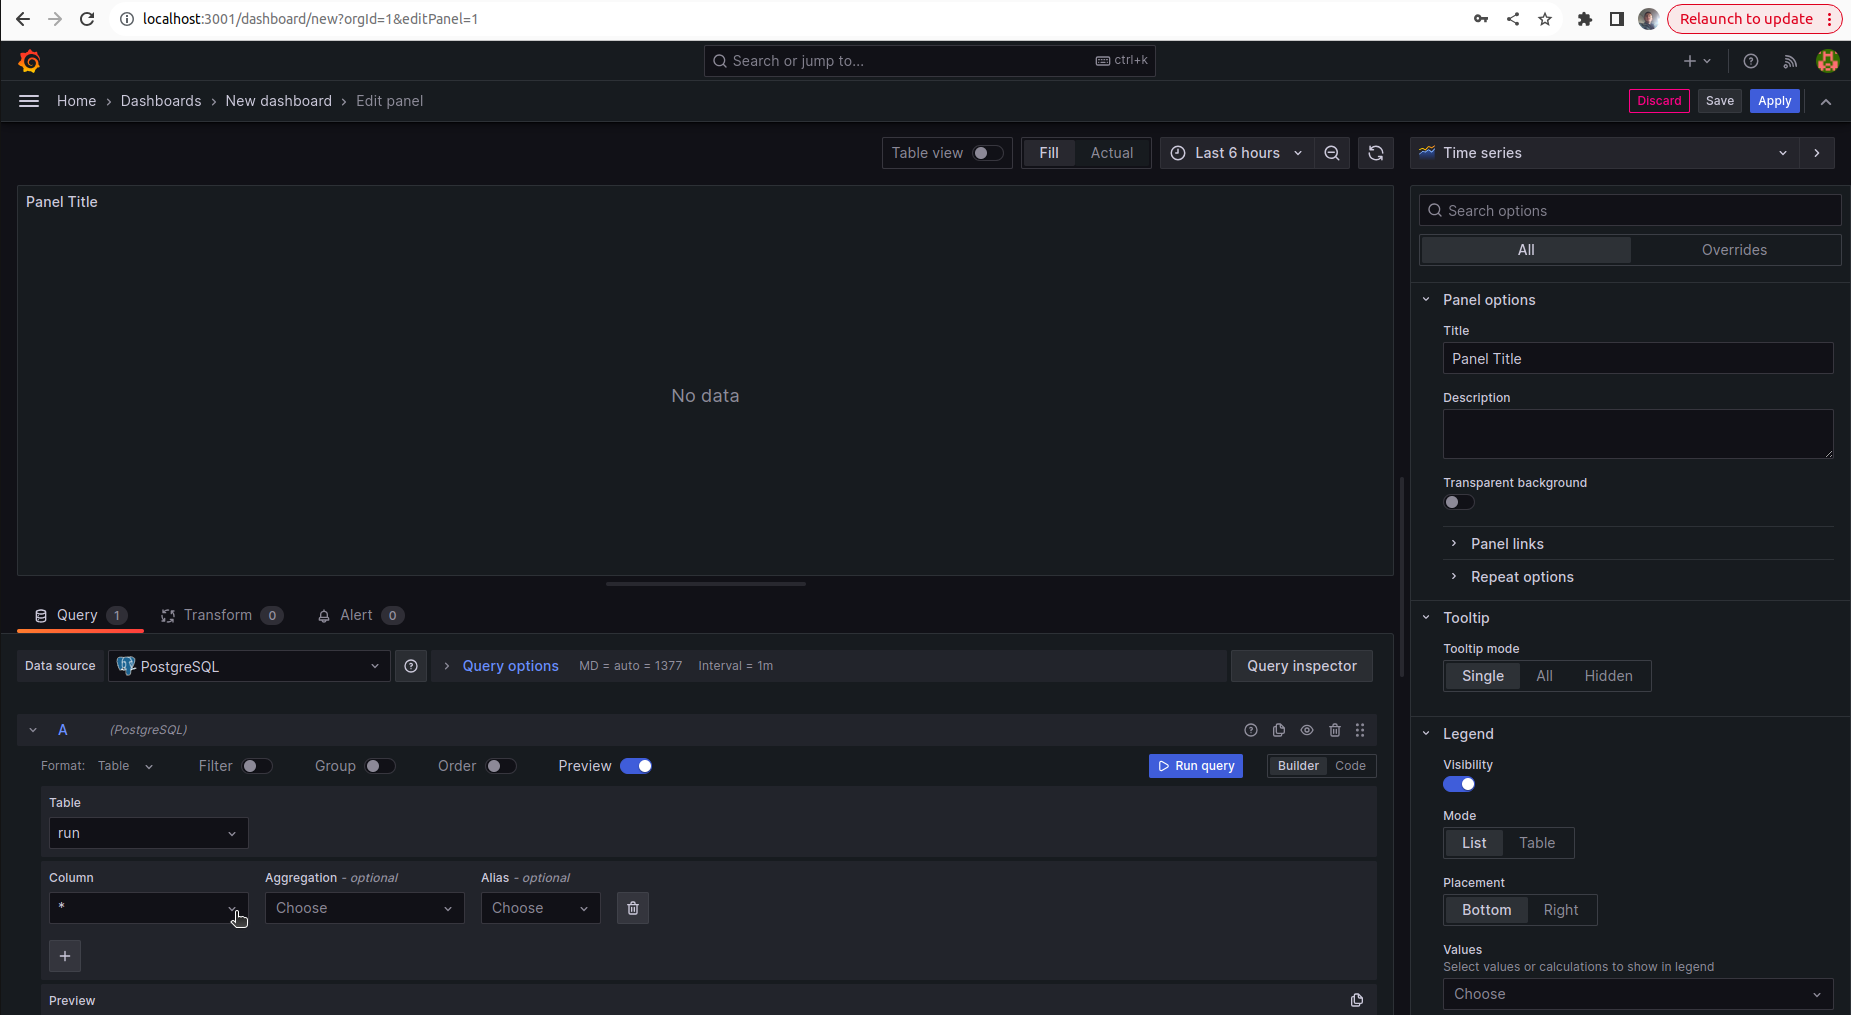 localhost:3001/dashboard/new?orgId=1&editPanel=1
Relaunch to update
Search or jump to...
ctrl+k
Home › Dashboards › New dashboard › Edit panel
Discard
Save
Apply
Table view
Fill
Actual
Last 6 hours
Time series
Panel Title
No data
Search options
All
Overrides
Panel options
Title
Panel Title
Description
Transparent background
Panel links
Repeat options
Tooltip
Tooltip mode
Single
All
Hidden
Legend
Visibility
Mode
List
Table
Placement
Bottom
Right
Values
Select values or calculations to show in legend
Choose
Query 1
Transform 0
Alert 0
Data source
PostgreSQL
Query options
MD = auto = 1377
Interval = 1m
Query inspector
A
(PostgreSQL)
Format: Table
Filter
Group
Order
Preview
Run query
Builder
Code
Table
run
Column
Aggregation - optional
Alias - optional
*
Choose
Choose
+
Preview